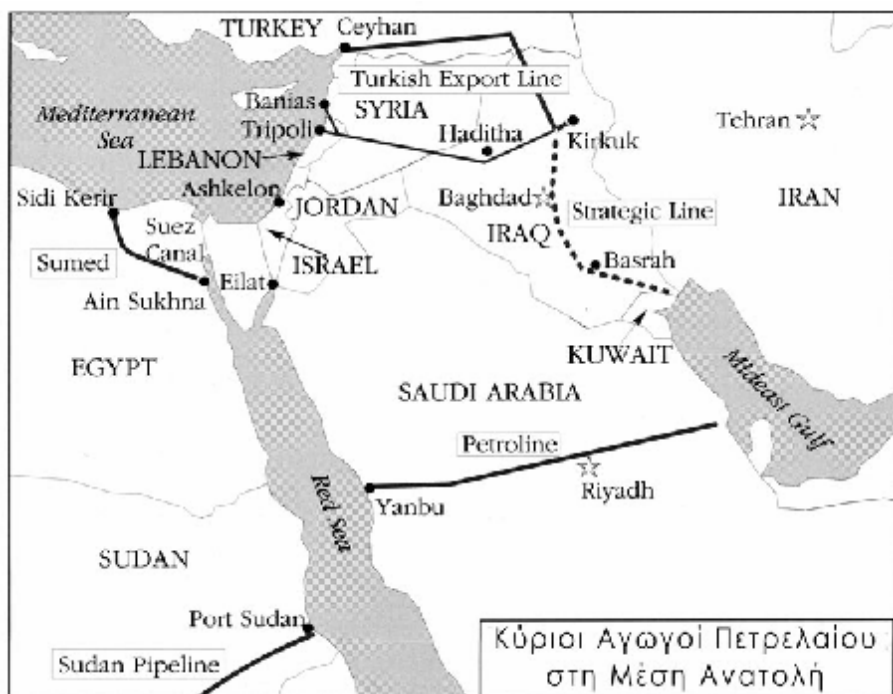 TURKEY
Ceyhan
Turkish Export Line
Banias
SYRIA
Mediterranean
Sea
Tripoli
Haditha
Kirkuk
Tehran
LEBANON
Ashkelon
Baghdad
IRAN
Sidi Kerir
JORDAN
Strategic Line
Suez
Canal
IRAQ
Sumed
ISRAEL
Basrah
Eilat
Ain Sukhna
KUWAIT
EGYPT
SAUDI ARABIA
Mideast Gulf
Petroline
Red Sea
Yanbu
Riyadh
SUDAN
Port Sudan
Sudan Pipeline
Κύριοι Αγωγοί Πετρελαίου
στη Μέση Ανατολή